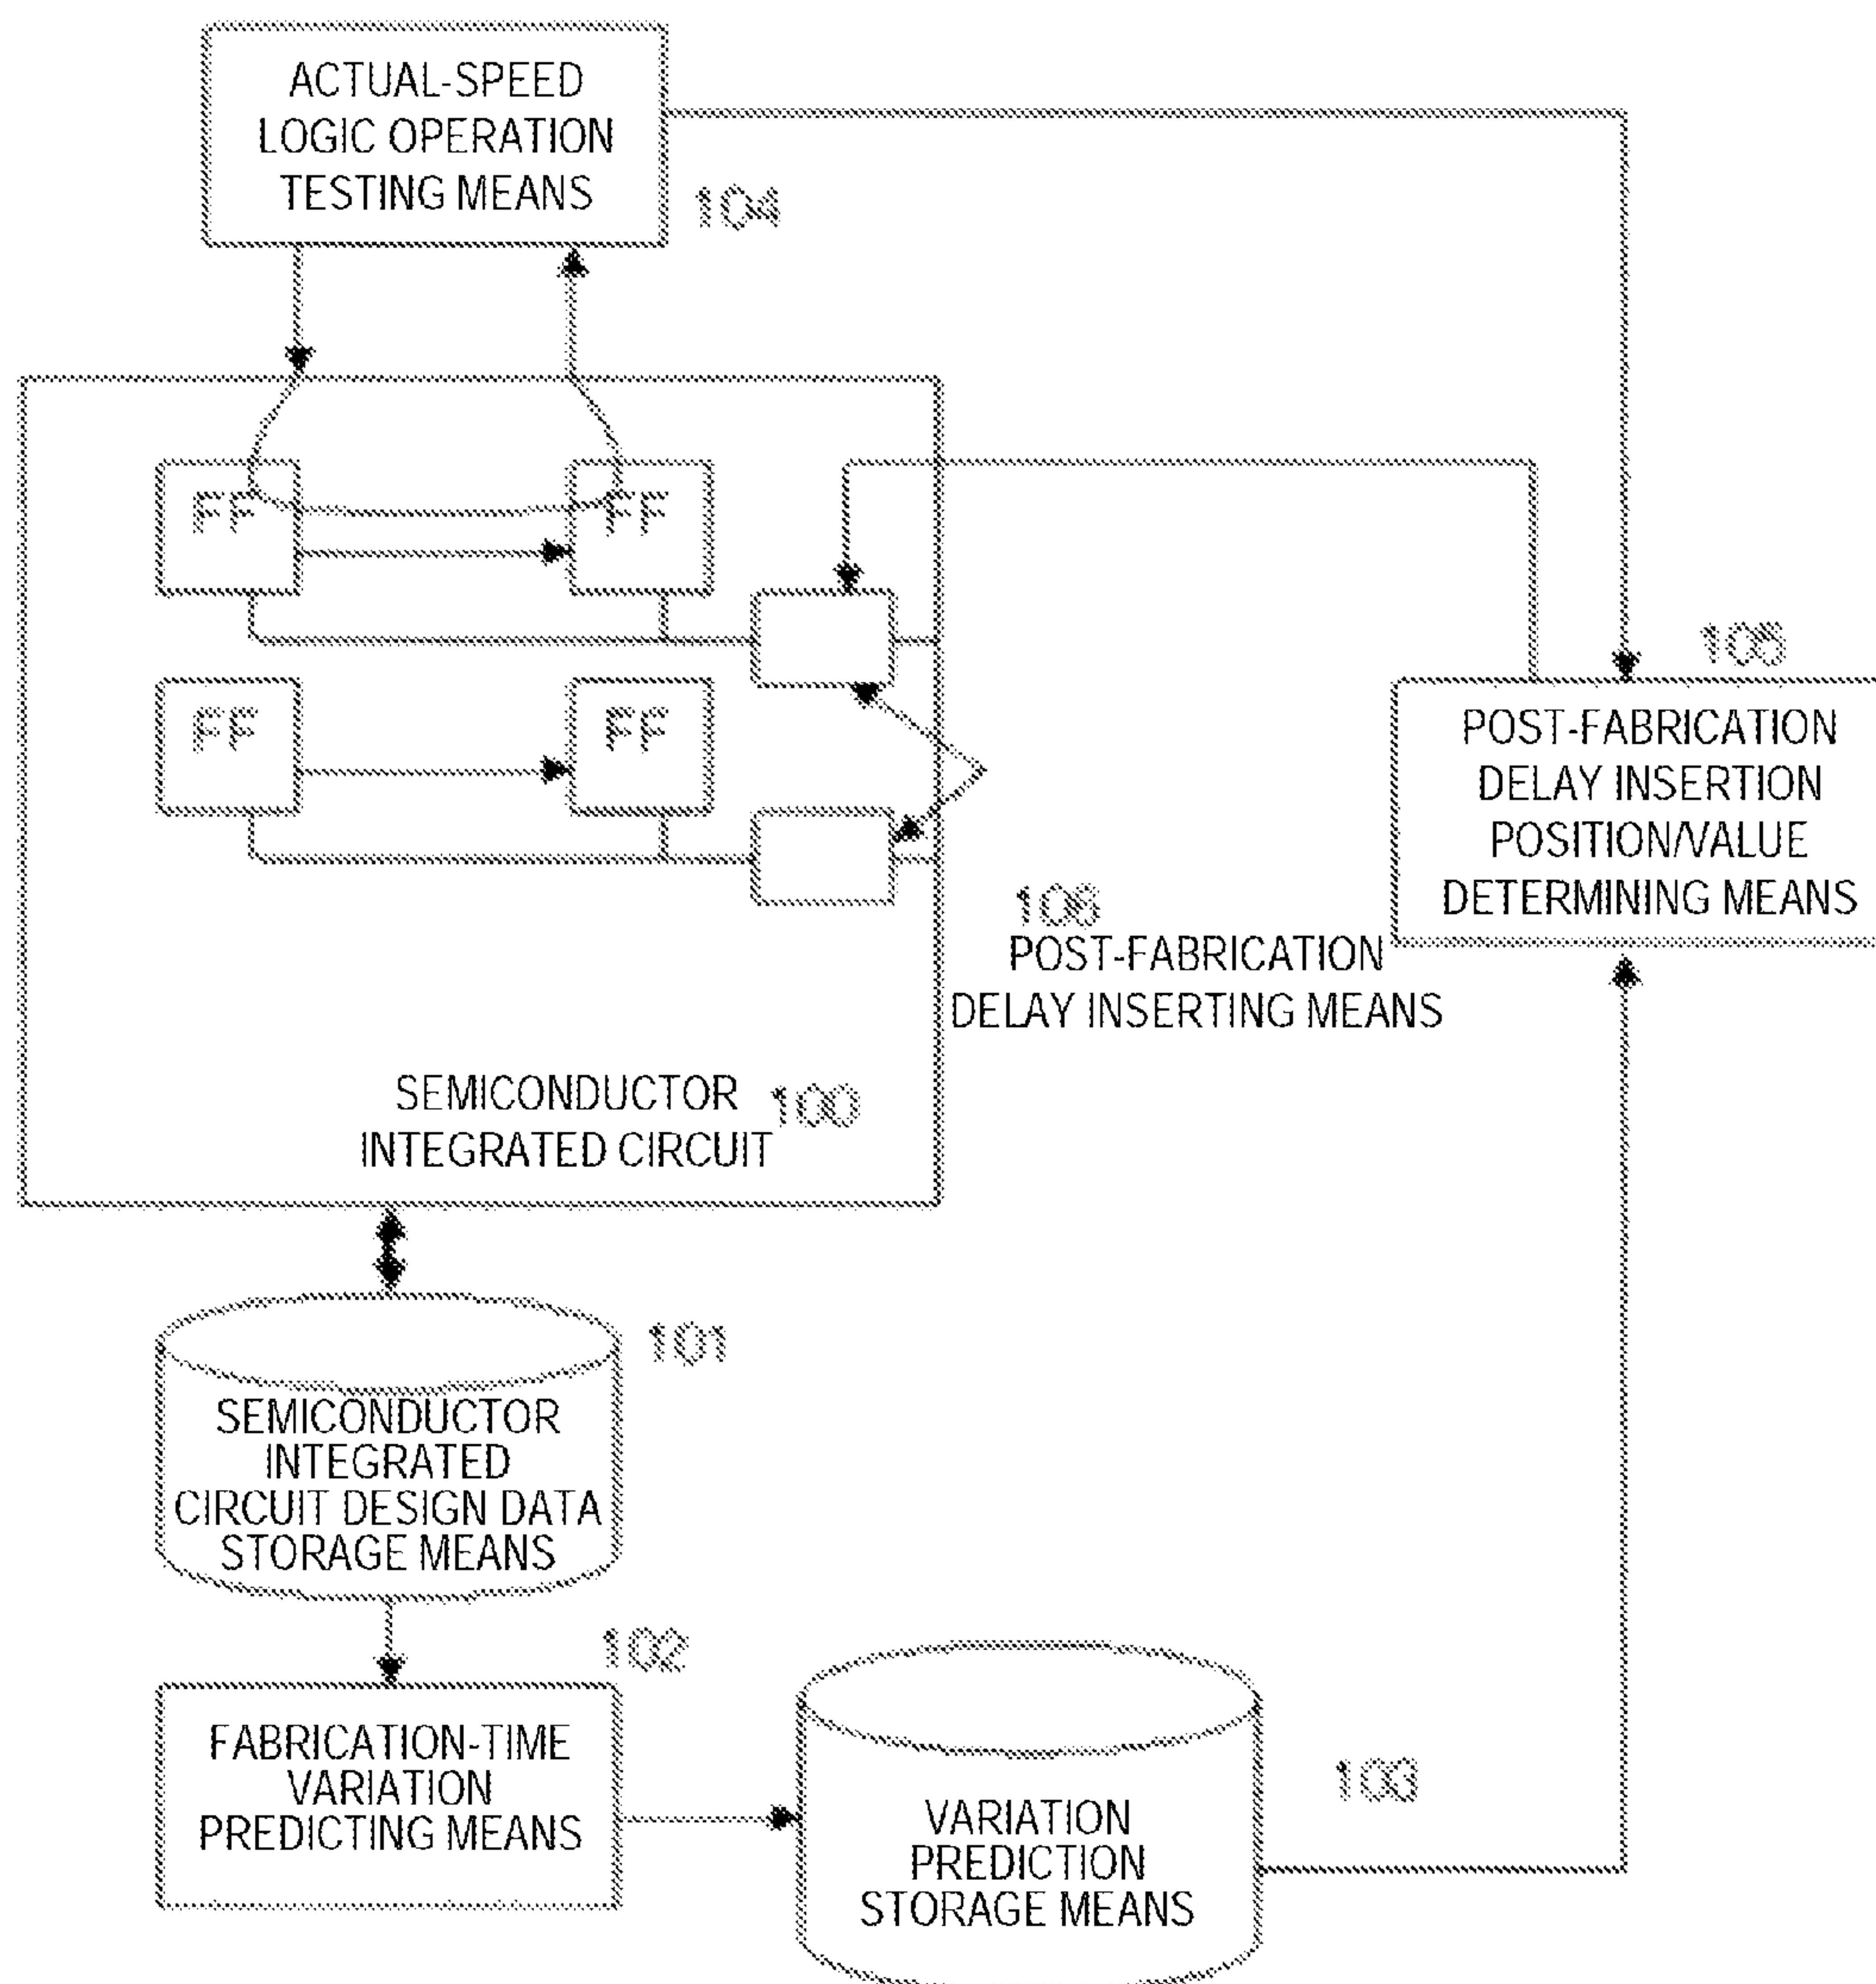 ACTUAL-SPEED
LOGIC OPERATION
TESTING MEANS
104
FF
FF
FF
FF
105
POST-FABRICATION
DELAY INSERTION
POSITION/VALUE
DETERMINING MEANS
106
POST-FABRICATION
DELAY INSERTING MEANS
SEMICONDUCTOR
INTEGRATED CIRCUIT
100
101
SEMICONDUCTOR
INTEGRATED
CIRCUIT DESIGN DATA
STORAGE MEANS
102
FABRICATION-TIME
VARIATION
PREDICTING MEANS
103
VARIATION
PREDICTION
STORAGE MEANS